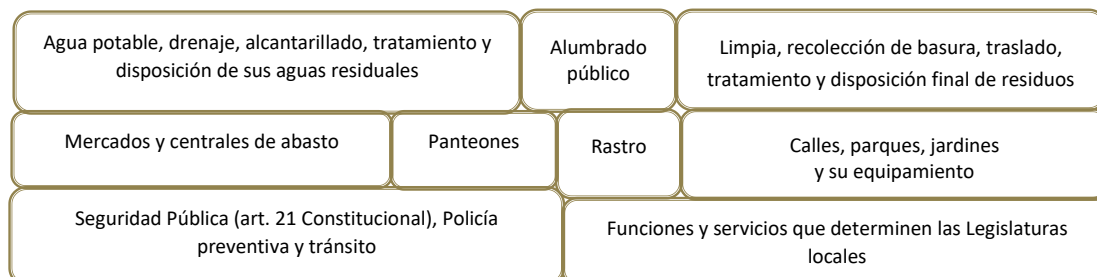 Agua potable, drenaje, alcantarillado, tratamiento y
disposición de sus aguas residuales
Alumbrado
público
Limpia, recolección de basura, traslado,
tratamiento y disposición final de residuos
Mercados y centrales de abasto
Panteones
Rastro
Calles, parques, jardines
y su equipamiento
Seguridad Pública (art. 21 Constitucional), Policía
preventiva y tránsito
Funciones y servicios que determinen las Legislaturas
locales